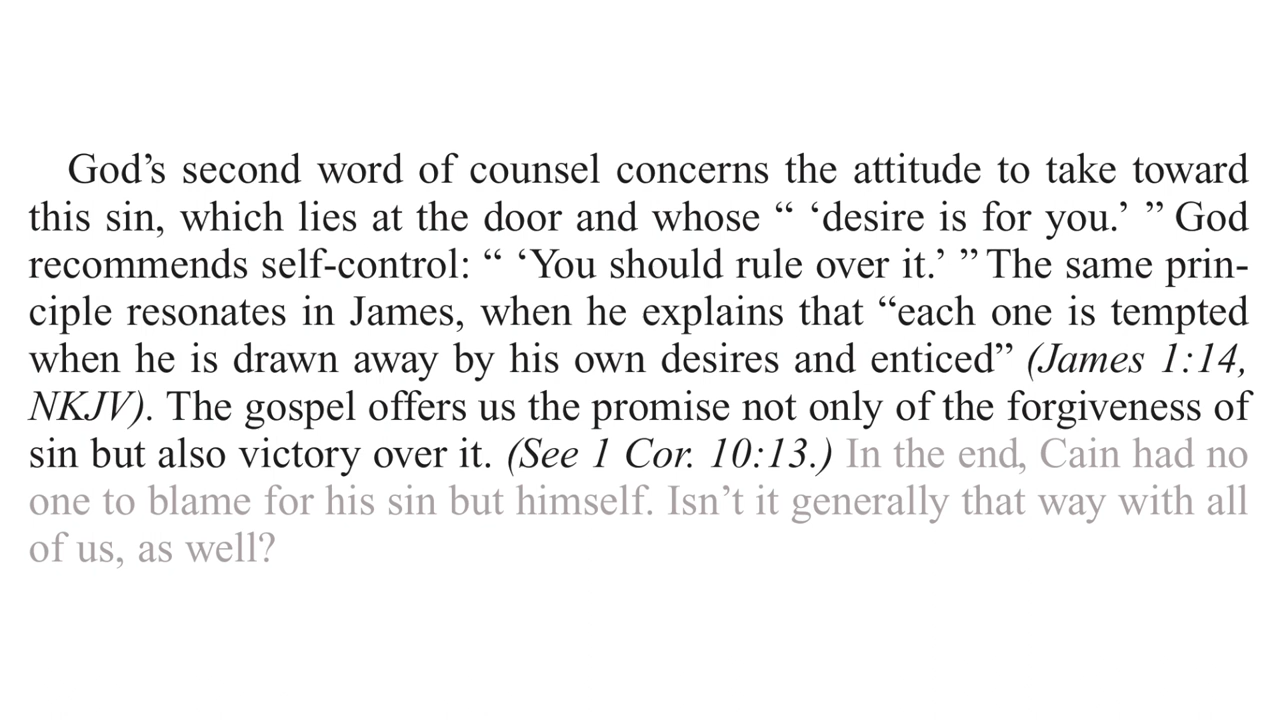 God’s second word of counsel concerns the attitude to take toward
this sin, which lies at the door and whose “ ‘desire is for you.’ ” God
recommends self-control: “ ‘You should rule over it.’ ” The same prin-
ciple resonates in James, when he explains that “each one is tempted
when he is drawn away by his own desires and enticed” (James 1:14,
NKJV). The gospel offers us the promise not only of the forgiveness of
sin but also victory over it. (See 1 Cor. 10:13.) In the end, Cain had no
one to blame for his sin but himself. Isn’t it generally that way with all
of us, as well?